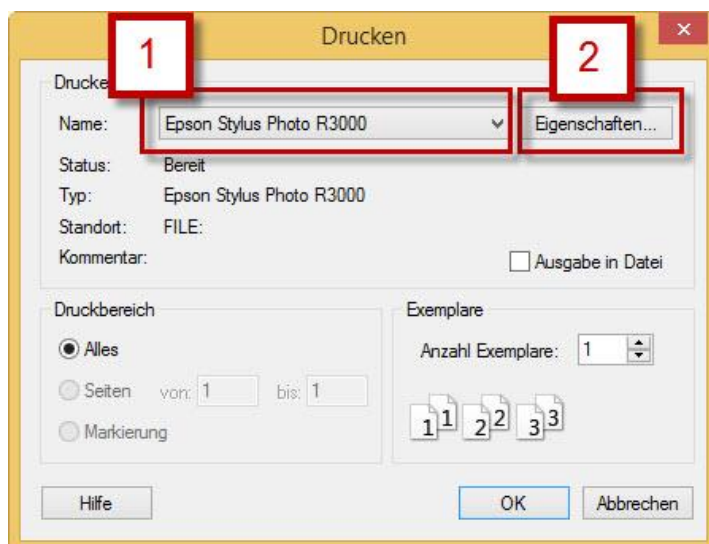 Drucken
1
2
Drucke
Name: Epson Stylus Photo R3000 Eigenschaften...
Status: Bereit
Typ: Epson Stylus Photo R3000
Standort: FILE:
Kommentar:
Ausgabe in Datei
Druckbereich
Alles
Seiten von: 1 bis: 1
Markierung
Exemplare
Anzahl Exemplare: 1
1 1 2 2 3 3
Hilfe OK Abbrechen